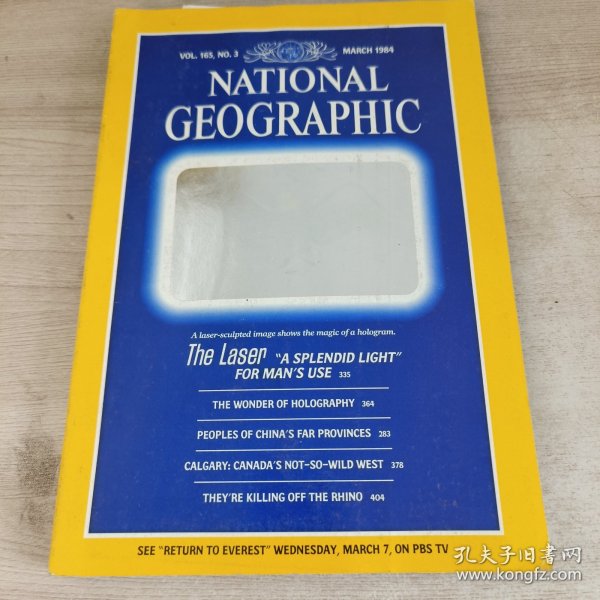 VOL. 165, NO. 3 MARCH 1984
NATIONAL
GEOGRAPHIC
A laser-sculpted image shows the magic of a hologram.
The Laser "A SPLENDID LIGHT"
FOR MAN'S USE 335
THE WONDER OF HOLOGRAPHY 364
PEOPLES OF CHINA'S FAR PROVINCES 283
CALGARY: CANADA'S NOT-SO-WILD WEST 378
THEY'RE KILLING OFF THE RHINO 404
SEE "RETURN TO EVEREST" WEDNESDAY, MARCH 7, ON PBS TV
孔夫子旧书网
www.kongfz.com